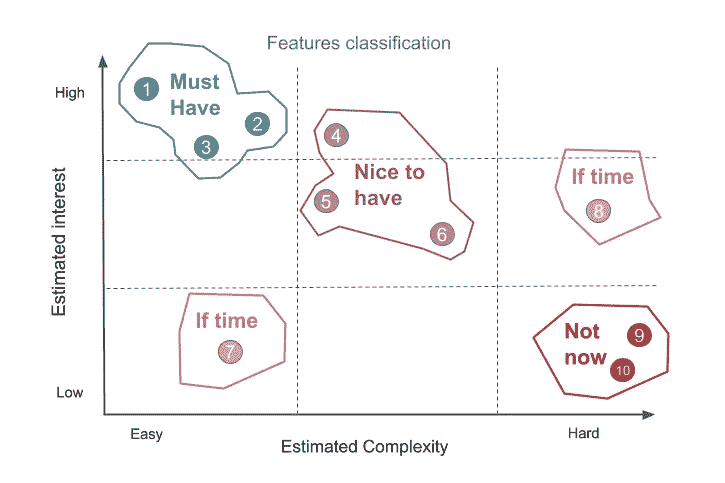 Features classification
High
Must
Have
1
2
3
4
Nice to
have
5
6
If time
8
Estimated interest
If time
7
Not
now
9
10
Low
Easy
Hard
Estimated Complexity